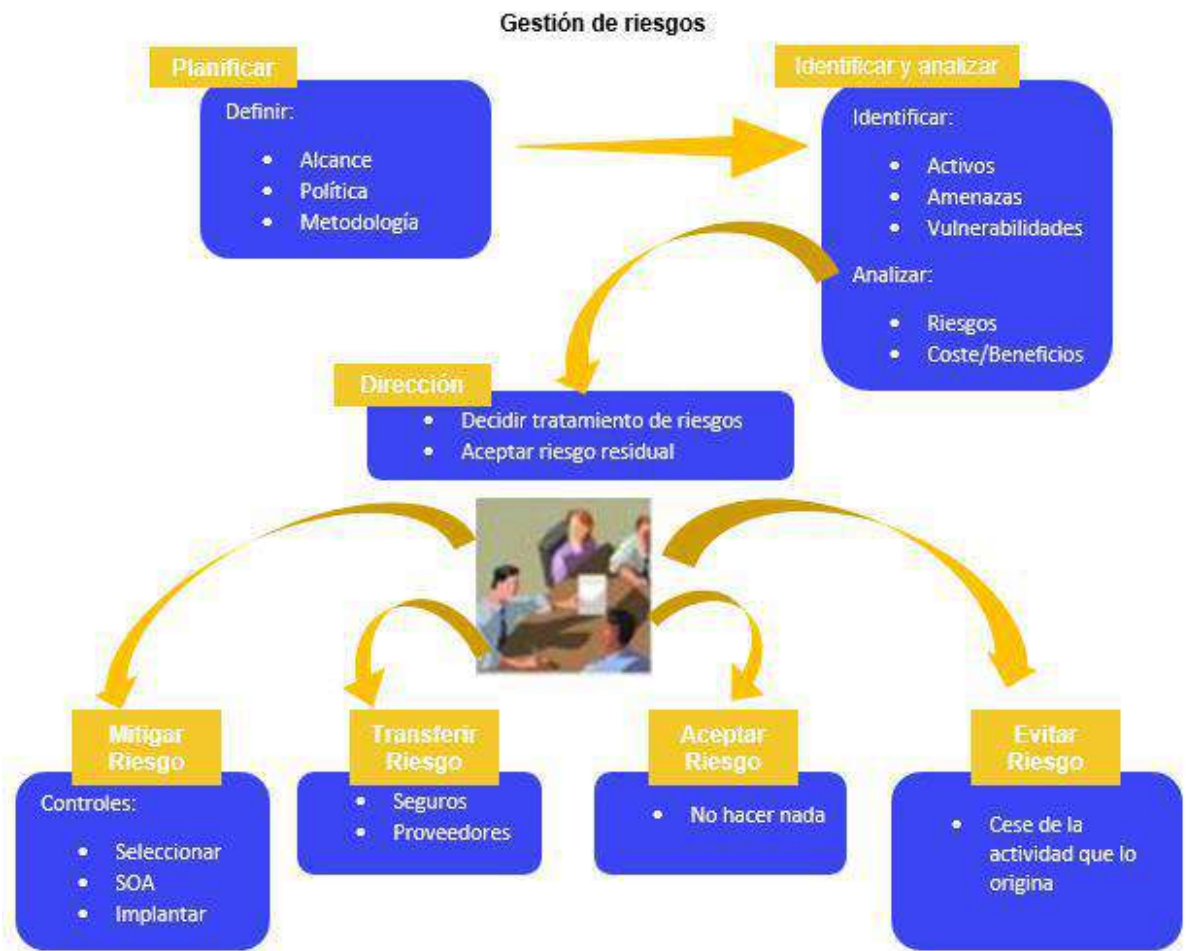 Gestión de riesgos
Planificar
Definir:
• Alcance
• Política
• Metodología
Identificar y analizar
Identificar:
• Activos
• Amenazas
• Vulnerabilidades
Analizar:
• Riesgos
• Coste/Beneficios
Dirección
• Decidir tratamiento de riesgos
• Aceptar riesgo residual
Mitigar
Riesgo
Controles:
• Seleccionar
• SOA
• Implantar
Transferir
Riesgo
• Seguros
• Proveedores
Aceptar
Riesgo
• No hacer nada
Evitar
Riesgo
• Cese de la
actividad que lo
origina